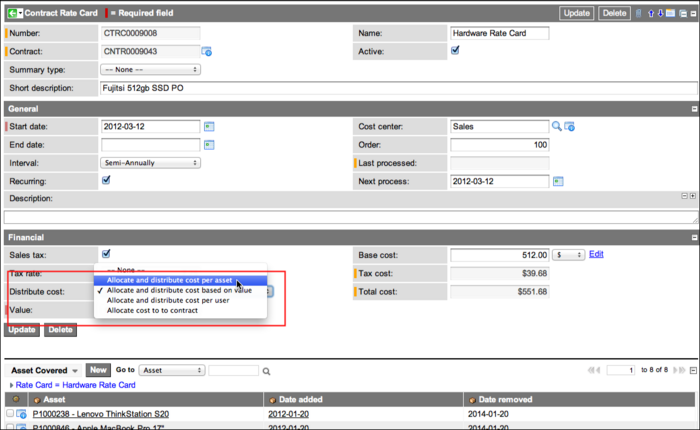 Contract Rate Card = Required field Update Delete
Number: CTRC0009008 Name: Hardware Rate Card
Contract: CNTR0009043 Active:
Summary type: -- None --
Short description: Fujitsi 512gb SSD PO
General
Start date: 2012-03-12 Cost center: Sales
End date: Order: 100
Interval: Semi-Annually Last processed:
Recurring: Next process: 2012-03-12
Description:
Financial
Sales tax: Base cost: 512.00 $ Edit
-- None --
Tax rate: Tax cost: $39.68
Allocate and distribute cost per asset
Distribute cost: ✓ Allocate and distribute cost based on value Total cost: $551.68
Allocate and distribute cost per user
Value: Allocate cost to to contract
Update Delete
Asset Covered New Go to Asset 1 to 8 of 8
Rate Card = Hardware Rate Card
Asset Date added Date removed
P1000238 - Lenovo ThinkStation S20 2012-01-20 2014-01-20
P1000846 - Apple MacBook Pro 17" 2012-01-20 2014-01-20